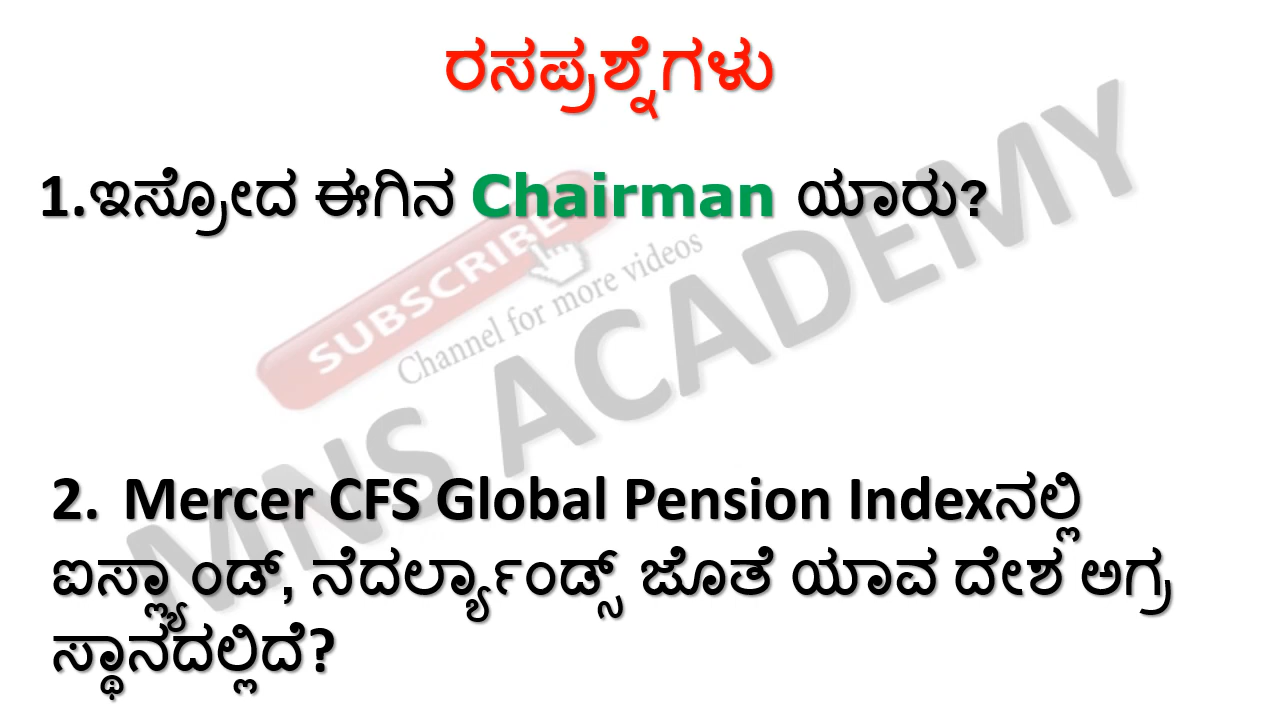 ರಸಪ್ರಶ್ನೆಗಳು
1.ಇಸ್ರೋದ ಈಗಿನ Chairman ಯಾರು?
SUBSCRIBE
Channel for more videos
MNS ACADEMY
2. Mercer CFS Global Pension Indexನಲ್ಲಿ
ಐಸ್ಲ್ಯಾಂಡ್, ನೆದರ್ಲ್ಯಾಂಡ್ಸ್ ಜೊತೆ ಯಾವ ದೇಶ ಅಗ್ರ
ಸ್ಥಾನದಲ್ಲಿದೆ?